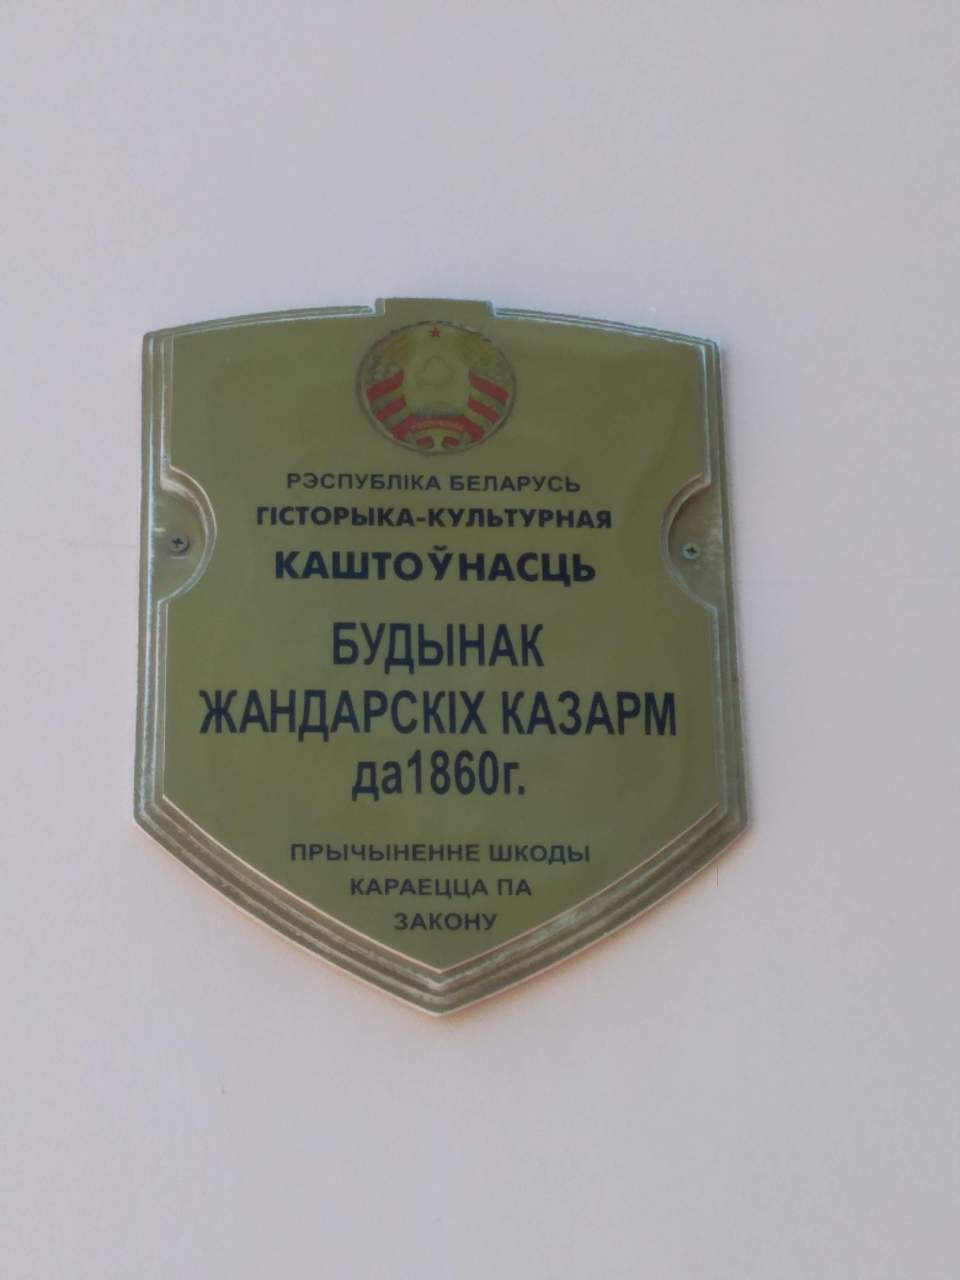 РЭСПУБЛІКА БЕЛАРУСЬ
ГІСТОРЫКА-КУЛЬТУРНАЯ
КАШТОЎНАСЦЬ
БУДЫНАК
ЖАНДАРСКІХ КАЗАРМ
да1860г.
ПРЫЧЫНЕННЕ ШКОДЫ
КАРАЕЦЦА ПА
ЗАКОНУ